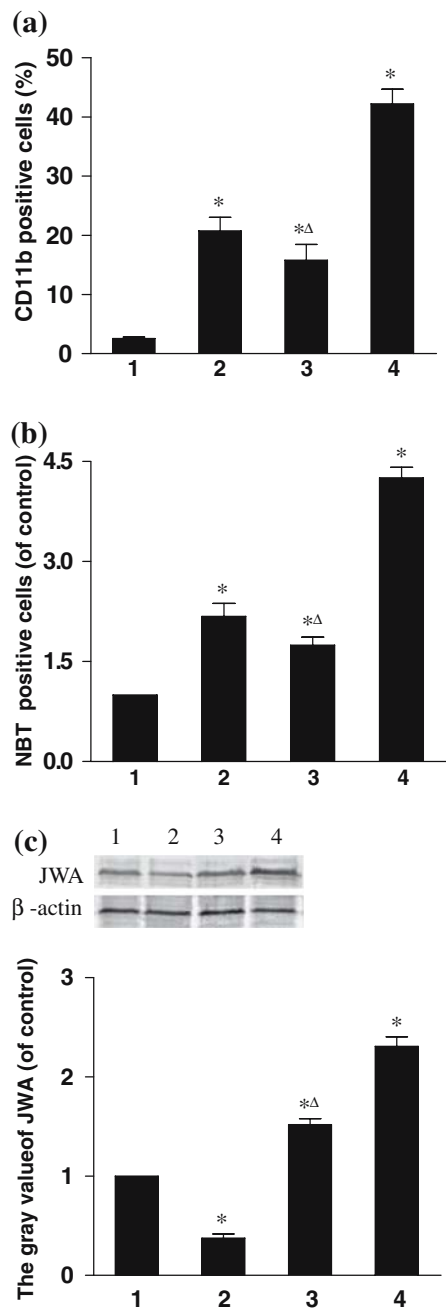 (a)
CD11b positive cells (%)
50
40
30
20
10
0
*
*Δ
*
1 2 3 4
(b)
NBT positive cells (of control)
4.5
3.0
1.5
0.0
*
*Δ
*
1 2 3 4
(c)
1 2 3 4
JWA
β -actin
The gray valueof JWA (of control)
3
2
1
0
*
*Δ
*
1 2 3 4